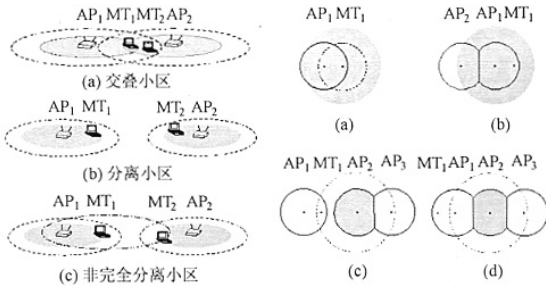 AP₁ MT₁ MT₂ AP₂
(a) 交叠小区
AP₁ MT₁ MT₂ AP₂
(b) 分离小区
AP₁ MT₁ MT₂ AP₂
(c) 非完全分离小区
AP₁ MT₁
(a)
AP₂ AP₁ MT₁
(b)
AP₁ MT₁ AP₂ AP₃
(c)
MT₁ AP₁ AP₂ AP₃
(d)